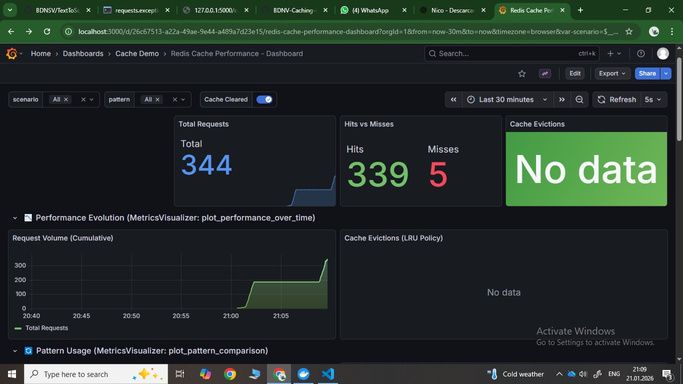 BDNSV/TextToSc
requests.except
127.0.0.1:5000/
BDNV-Caching-
(4) WhatsApp
Nico - Descarca
Redis Cache Per
localhost:3000/d/26c67513-a22a-49ae-9e44-a489a7d23e15/redis-cache-performance-dashboard?orgId=1&from=now-30m&to=now&timezone=browser&var-scenario=$__
Home > Dashboards > Cache Demo > Redis Cache Performance - Dashboard
Search...
ctrl+k
Edit
Export
Share
scenario
All
pattern
All
Cache Cleared
Last 30 minutes
Refresh
5s
Total Requests
Total
344
Hits vs Misses
Hits
339
Misses
5
Cache Evictions
No data
Performance Evolution (MetricsVisualizer: plot_performance_over_time)
Request Volume (Cumulative)
300
200
100
0
20:40
20:45
20:50
20:55
21:00
21:05
Total Requests
Cache Evictions (LRU Policy)
No data
Pattern Usage (MetricsVisualizer: plot_pattern_comparison)
Activate Windows
Go to Settings to activate Windows.
Type here to search
Cold weather
ENG
21:09
21.01.2026